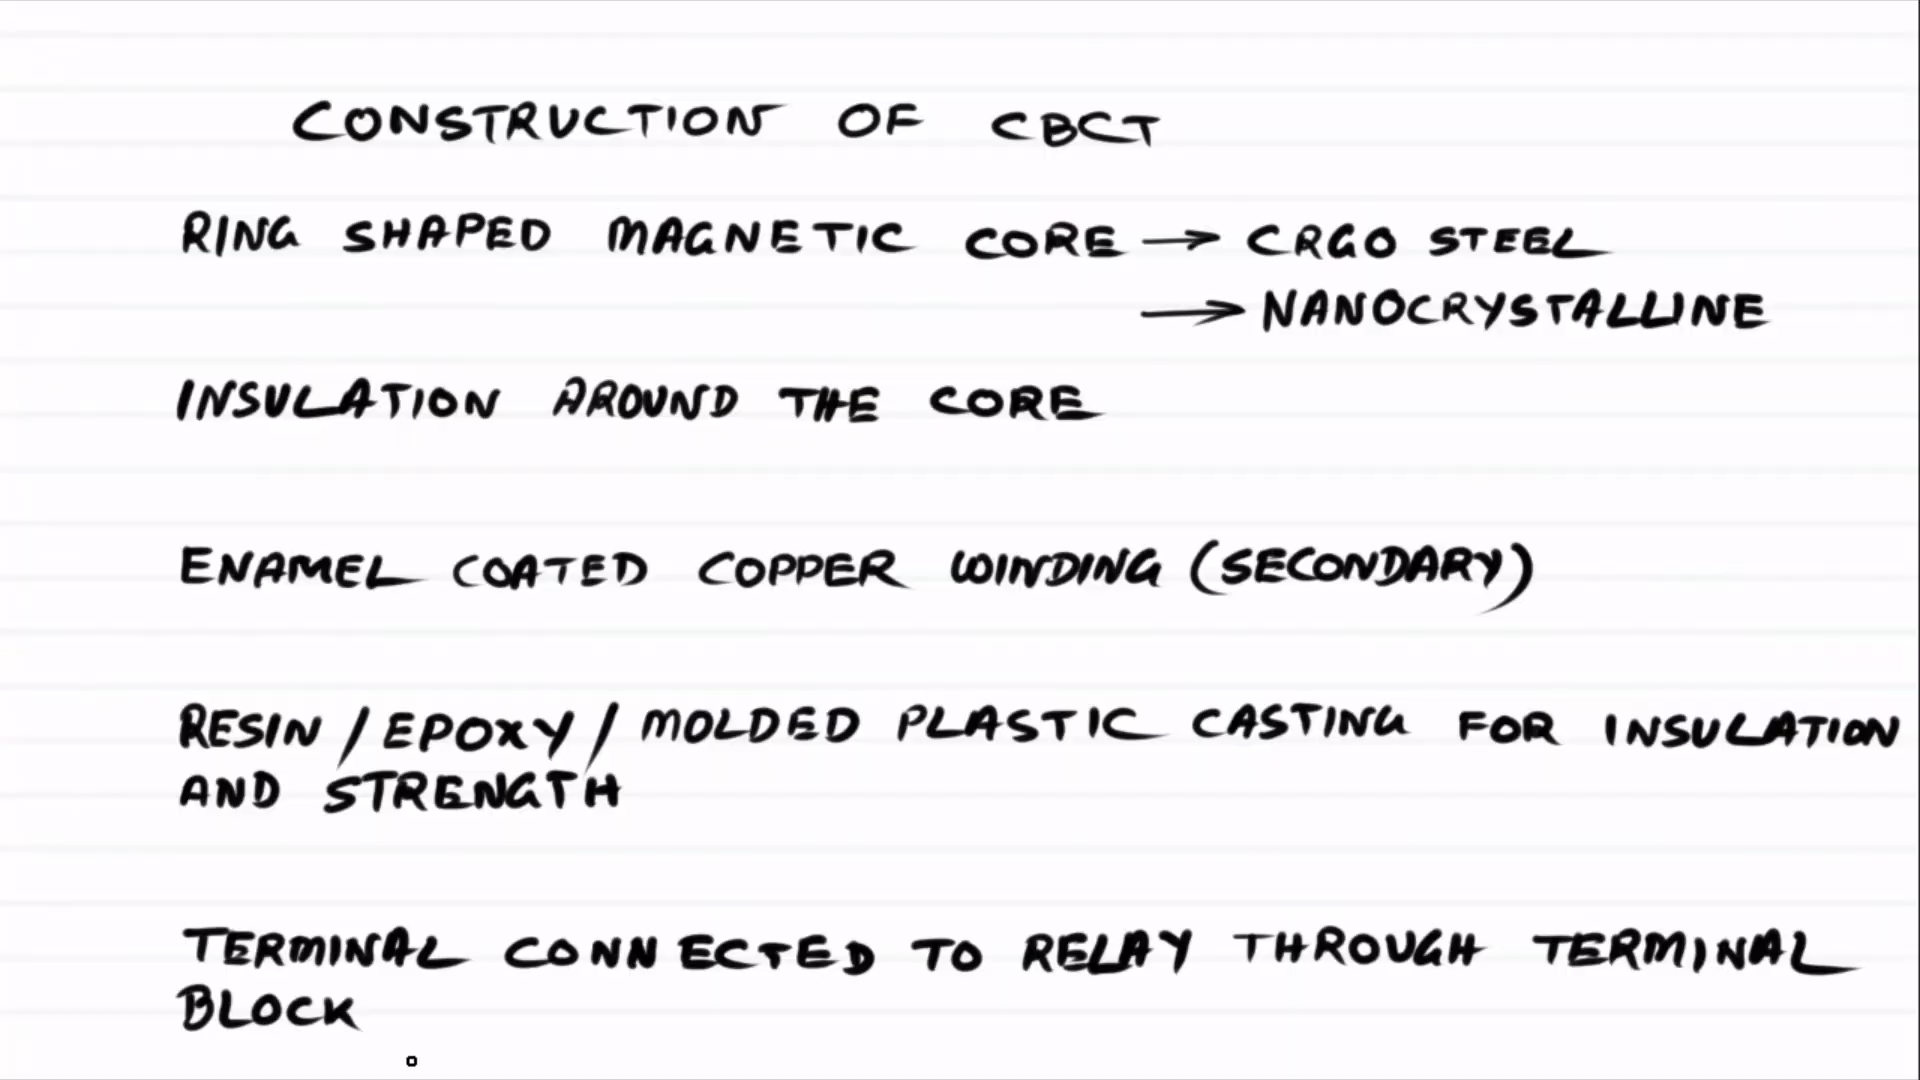 CONSTRUCTION OF CBCT
RING SHAPED MAGNETIC CORE → CRGO STEEL
→ NANOCRYSTALLINE
INSULATION AROUND THE CORE
ENAMEL COATED COPPER WINDING (SECONDARY)
RESIN / EPOXY / MOLDED PLASTIC CASTING FOR INSULATION
AND STRENGTH
TERMINAL CONNECTED TO RELAY THROUGH TERMINAL
BLOCK